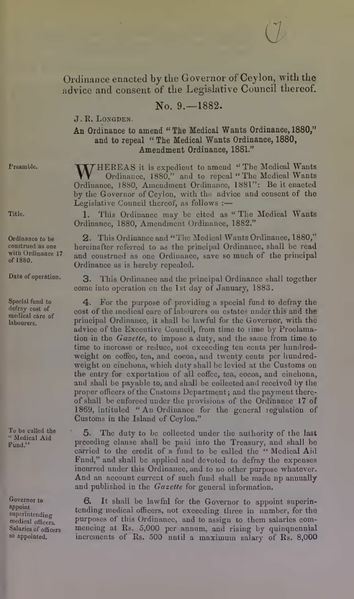 (7
Ordinance enacted by the Governor of Ceylon, with the
advice and consent of the Legislative Council thereof.
No. 9.—1882.
J. R. LONGDEN.
An Ordinance to amend "The Medical Wants Ordinance, 1880,"
and to repeal "The Medical Wants Ordinance, 1880,
Amendment Ordinance, 1881."
Preamble.
WHEREAS it is expedient to amend "The Medical Wants
Ordinance, 1880," and to repeal "The Medical Wants
Ordinance, 1880, Amendment Ordinance, 1881": Be it enacted
by the Governor of Ceylon, with the advice and consent of the
Legislative Council thereof, as follows :—
Title.
1. This Ordinance may be cited as "The Medical Wants
Ordinance, 1880, Amendment Ordinance, 1882."
Ordinance to be
construed as one
with Ordinance 17
of 1880.
2. This Ordinance and "The Medical Wants Ordinance, 1880,"
hereinafter referred to as the principal Ordinance, shall be read
and construed as one Ordinance, save so much of the principal
Ordinance as is hereby repealed.
Date of operation.
3. This Ordinance and the principal Ordinance shall together
come into operation on the 1st day of January, 1883.
Special fund to
defray cost of
medical care of
labourers.
4. For the purpose of providing a special fund to defray the
cost of the medical care of labourers on estates under this and the
principal Ordinance, it shall be lawful for the Governor, with the
advice of the Executive Council, from time to time by Proclama-
tion in the Gazette, to impose a duty, and the same from time to
time to increase or reduce, not exceeding ten cents per hundred-
weight on coffee, tea, and cocoa, and twenty cents per hundred-
weight on cinchona, which duty shall be levied at the Customs on
the entry for exportation of all coffee, tea, cocoa, and cinchona,
and shall be payable to, and shall be collected and received by the
proper officers of the Customs Department; and the payment there-
of shall be enforced under the provisions of the Ordinance 17 of
1869, intituled "An Ordinance for the general regulation of
Customs in the Island of Ceylon."
To be called the
"Medical Aid
Fund."
5. The duty to be collected under the authority of the last
preceding clause shall be paid into the Treasury, and shall be
carried to the credit of a fund to be called the "Medical Aid
Fund," and shall be applied and devoted to defray the expenses
incurred under this Ordinance, and to no other purpose whatever.
And an account current of such fund shall be made up annually
and published in the Gazette for general information.
Governor to
appoint
superintending
medical officers.
Salaries of officers
so appointed.
6. It shall be lawful for the Governor to appoint superin-
tending medical officers, not exceeding three in number, for the
purposes of this Ordinance, and to assign to them salaries com-
mencing at Rs. 5,000 per annum, and rising by quinquennial
increments of Rs. 500 until a maximum salary of Rs. 8,000